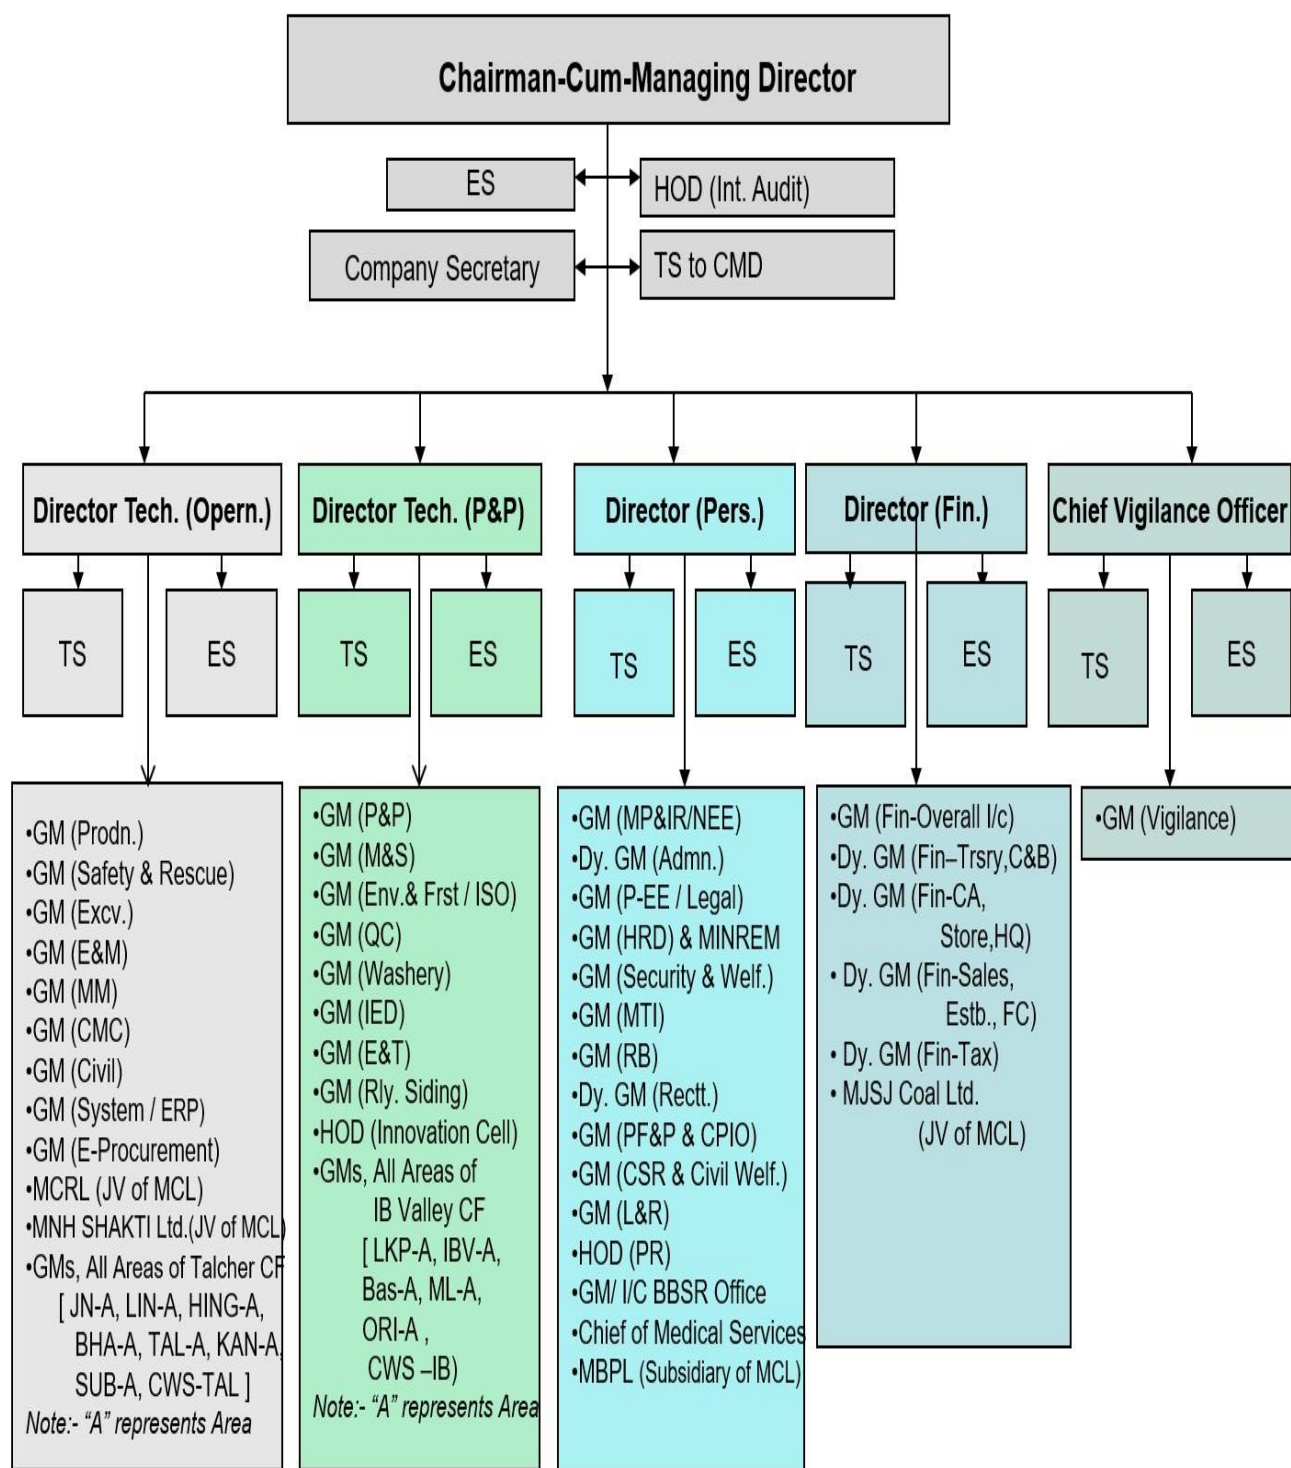 Chairman-Cum-Managing Director
ES
HOD (Int. Audit)
Company Secretary
TS to CMD
Director Tech. (Opern.)
Director Tech. (P&P)
Director (Pers.)
Director (Fin.)
Chief Vigilance Officer
TS
ES
TS
ES
TS
ES
TS
ES
TS
ES
•GM (Prodn.)
•GM (Safety & Rescue)
•GM (Excv.)
•GM (E&M)
•GM (MM)
•GM (CMC)
•GM (Civil)
•GM (System / ERP)
•GM (E-Procurement)
•MCRL (JV of MCL)
•MNH SHAKTI Ltd.(JV of MCL)
•GMs, All Areas of Talcher CF
[ JN-A, LIN-A, HING-A,
BHA-A, TAL-A, KAN-A,
SUB-A, CWS-TAL ]
Note:- “A” represents Area
•GM (P&P)
•GM (M&S)
•GM (Env.& Frst / ISO)
•GM (QC)
•GM (Washery)
•GM (IED)
•GM (E&T)
•GM (Rly. Siding)
•HOD (Innovation Cell)
•GMs, All Areas of
IB Valley CF
[ LKP-A, IBV-A,
Bas-A, ML-A,
ORI-A ,
CWS –IB)
Note:- “A” represents Area
•GM (MP&IR/NEE)
•Dy. GM (Admn.)
•GM (P-EE / Legal)
•GM (HRD) & MINREM
•GM (Security & Welf.)
•GM (MTI)
•GM (RB)
•Dy. GM (Rectt.)
•GM (PF&P & CPIO)
•GM (CSR & Civil Welf.)
•GM (L&R)
•HOD (PR)
•GM/ I/C BBSR Office
•Chief of Medical Services
•MBPL (Subsidiary of MCL)
•GM (Fin-Overall I/c)
•Dy. GM (Fin–Trsry,C&B)
•Dy. GM (Fin-CA,
Store,HQ)
• Dy. GM (Fin-Sales,
Estb., FC)
• Dy. GM (Fin-Tax)
• MJSJ Coal Ltd.
(JV of MCL)
•GM (Vigilance)